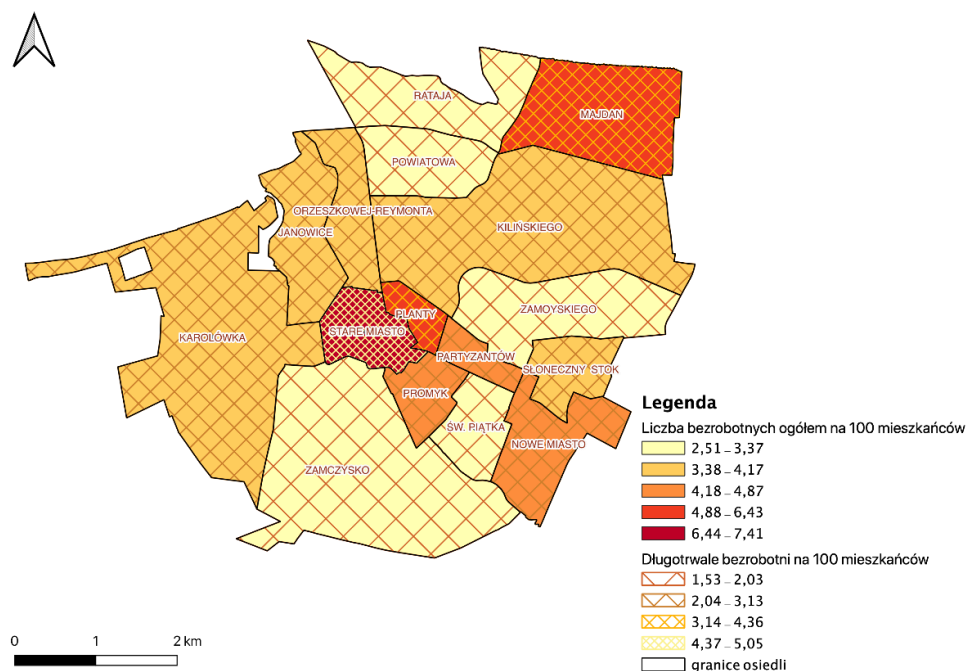 RATAJA
MAJDAN
POWIATOWA
ORZESZKOWEJ-REYMONTA
JANOWICE
KILIŃSKIEGO
ZAMOYSKIEGO
PLANTY
STARE MIASTO
KAROLÓWKA
PARTYZANTÓW
SŁONECZNY STOK
PROMYK
ŚW. PIĄTKA
NOWE MIASTO
ZAMCZYSKO
Legenda
Liczba bezrobotnych ogółem na 100 mieszkańców
2,51 – 3,37
3,38 – 4,17
4,18 – 4,87
4,88 – 6,43
6,44 – 7,41
Długotrwale bezrobotni na 100 mieszkańców
1,53 – 2,03
2,04 – 3,13
3,14 – 4,36
4,37 – 5,05
granice osiedli
0 1 2 km